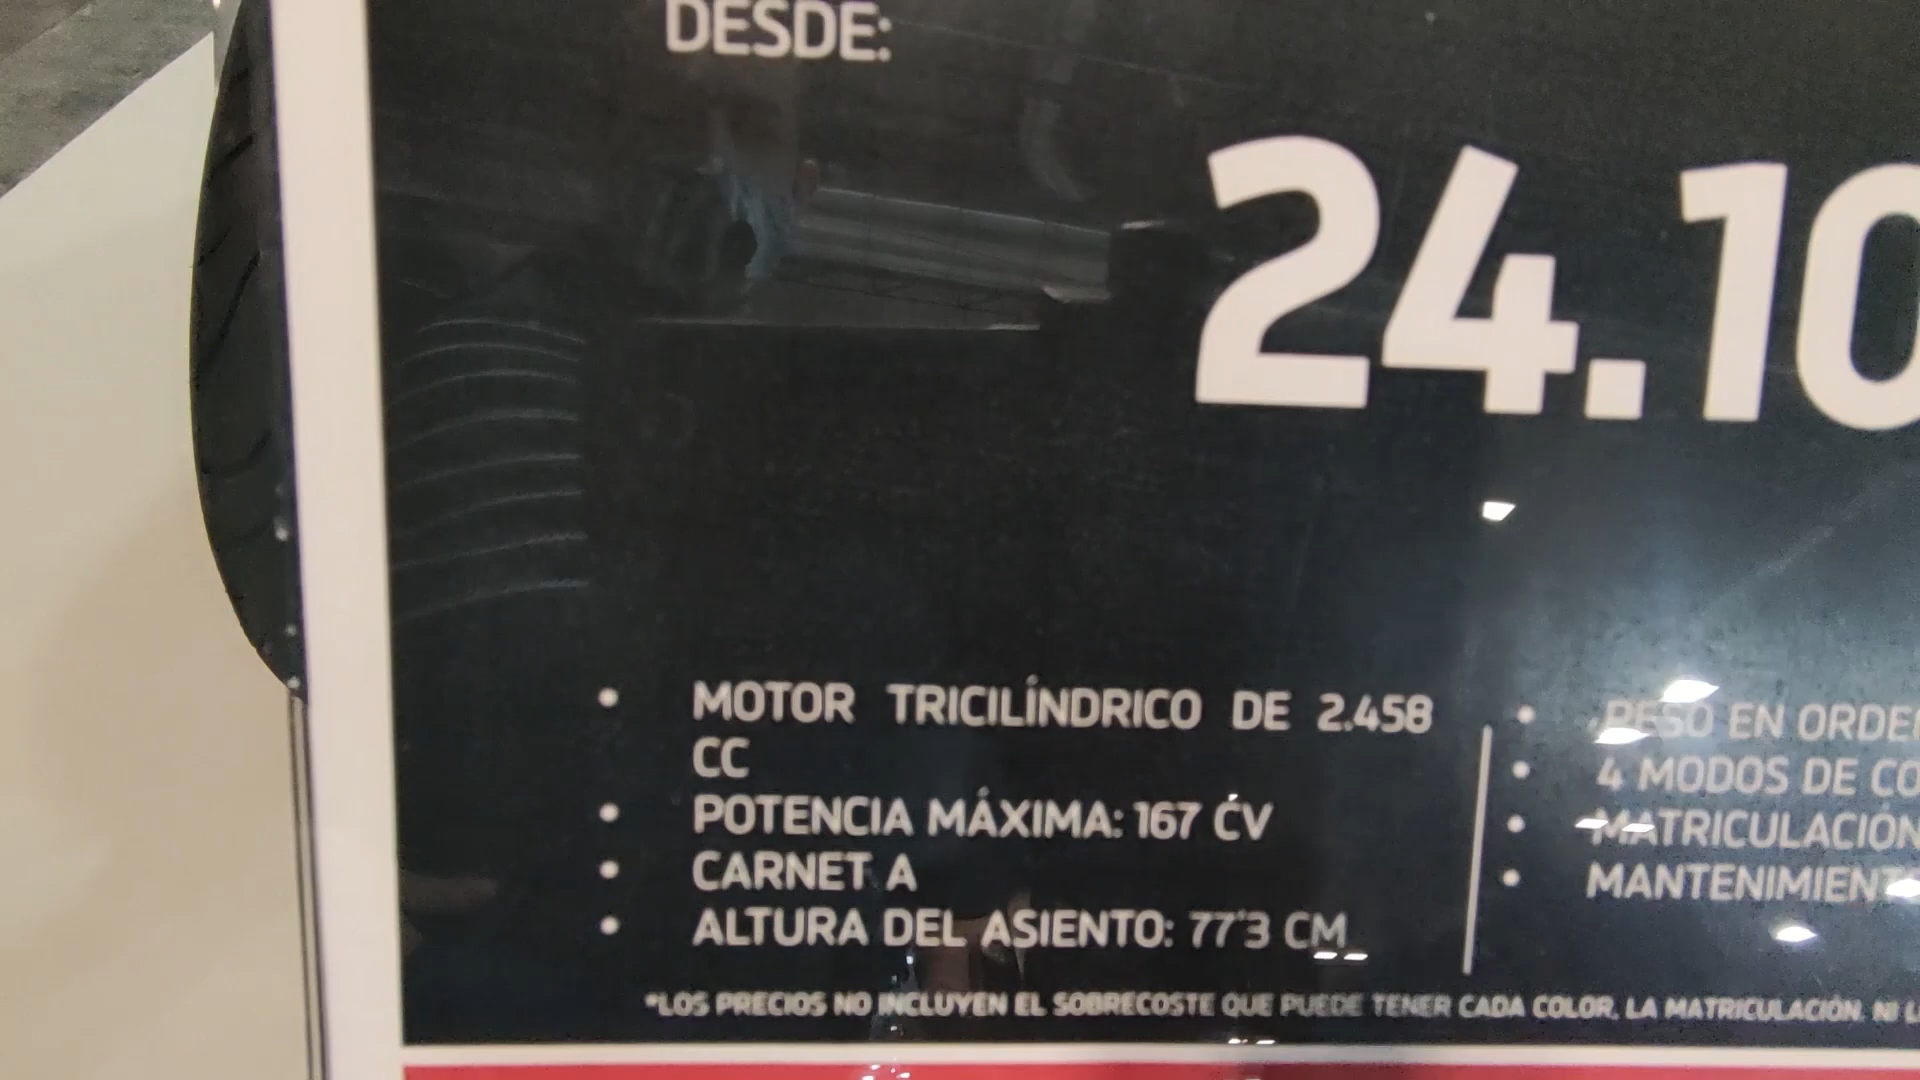 DESDE:
24.10
• MOTOR TRICILÍNDRICO DE 2.458
CC
• POTENCIA MÁXIMA: 167 CV
• CARNET A
• ALTURA DEL ASIENTO: 77'3 CM
• PESO EN ORDE
• 4 MODOS DE CO
• MATRICULACIÓN
• MANTENIMIENT
*LOS PRECIOS NO INCLUYEN EL SOBRECOSTE QUE PUEDE TENER CADA COLOR, LA MATRICULACIÓN. NI L